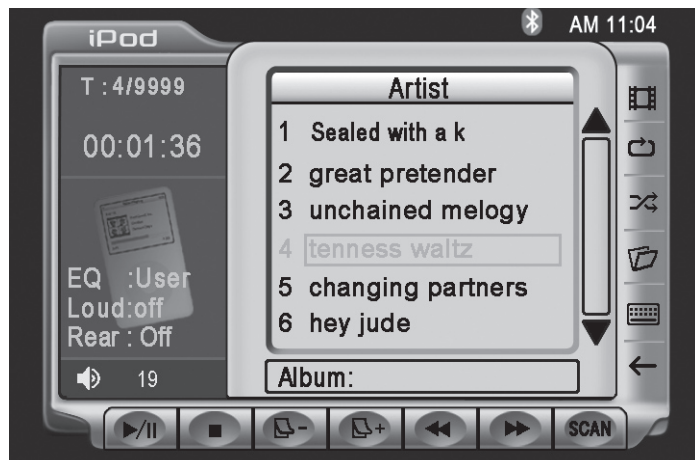 iPod
AM 11:04
T : 4/9999
00:01:36
EQ :User
Loud:off
Rear : Off
19
Artist
1 Sealed with a k
2 great pretender
3 unchained melogy
4 tenness waltz
5 changing partners
6 hey jude
Album:
SCAN